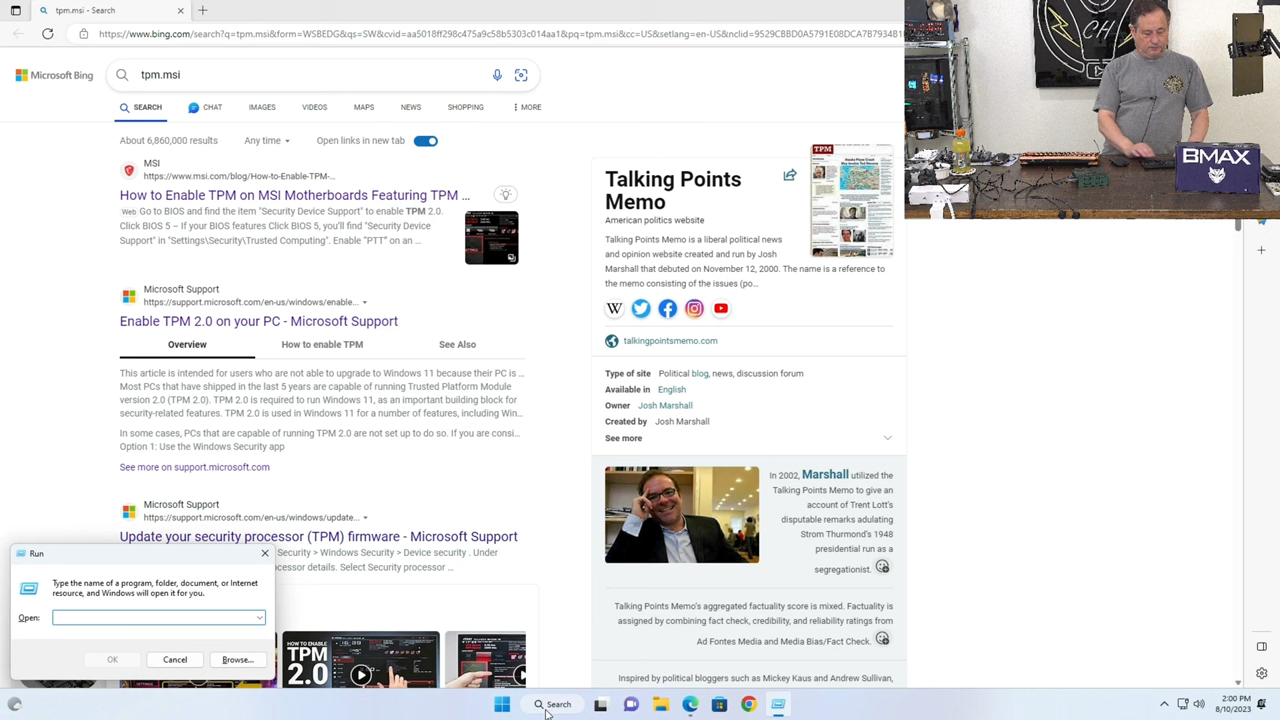 tpm.msi - Search
https://www.bing.com/search?q=tpm.msi&form=WSBEDG&qs=SW&cvid=aa5018ff298c475a9c58b5303c014aa1&pq=tpm.msi&cc=US&setlang=en-US&nclid=9529CBBD0A5791E08DCA7B7934B1
Microsoft Bing
tpm.msi
SEARCH
CHAT
IMAGES
VIDEOS
MAPS
NEWS
SHOPPING
MORE
About 6,860,000 results
Any time
Open links in new tab
MSI
www.msi.com/blog/How-to-Enable-TPM-...
How to Enable TPM on MSI Motherboards Featuring TPM ...
Web Go to BIOS and find the item "Security Device Support" to enable TPM 2.0
Click BIOS 5. If your BIOS features Click BIOS 5, you'll find "Security
Device Support" in Settings\Security\Trusted Computing. Enable "PTT" on an ...
Microsoft Support
https://support.microsoft.com/en-us/windows/enable...
Enable TPM 2.0 on your PC - Microsoft Support
Overview
How to enable TPM
See Also
This article is intended for users who are not able to upgrade to Windows 11 because their PC is ...
Most PCs that have shipped in the last 5 years are capable of running Trusted Platform Module
version 2.0 (TPM 2.0). TPM 2.0 is required to run Windows 11, as an important building block for
security-related features. TPM 2.0 is used in Windows 11 for a number of features, including Win...
In some cases, PCs that are capable of running TPM 2.0 are not set up to do so. If you are consi...
Option 1: Use the Windows Security app
See more on support.microsoft.com
Microsoft Support
https://support.microsoft.com/en-us/windows/update...
Update your security processor (TPM) firmware - Microsoft Support
Security > Windows Security > Device security . Under
ocessor details. Select Security processor ...
HOW TO ENABLE
TPM
2.0
Run
Type the name of a program, folder, document, or Internet
resource, and Windows will open it for you.
Open:
OK
Cancel
Browse...
TPM
Talking Points
Memo
American politics website
Talking Points Memo is a liberal political news
and opinion website created and run by Josh
Marshall that debuted on November 12, 2000. The name is a reference to
the memo consisting of the issues (po...
W
talkingpointsmemo.com
Type of site Political blog, news, discussion forum
Available in English
Owner Josh Marshall
Created by Josh Marshall
See more
In 2002, Marshall utilized the
Talking Points Memo to give an
account of Trent Lott's
disputable remarks adulating
Strom Thurmond's 1948
presidential run as a
segregationist.
Talking Points Memo's aggregated factuality score is mixed. Factuality is
assigned by combining fact check, credibility, and reliability ratings from
Ad Fontes Media and Media Bias/Fact Check.
Inspired by political bloggers such as Mickey Kaus and Andrew Sullivan,
CH
BMAX
Search
2:00 PM
8/10/2023